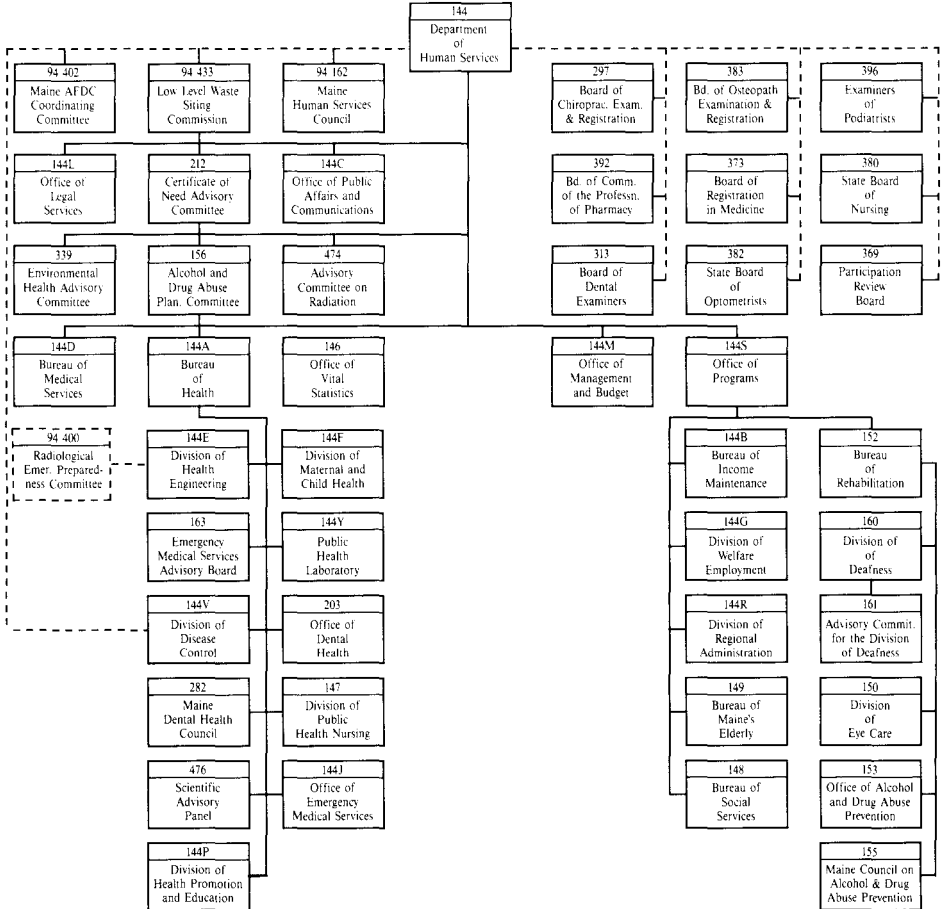 144
Department
of
Human Services
94 402
Maine AFDC
Coordinating
Committee
94 433
Low Level Waste
Siting
Commission
94 162
Maine
Human Services
Council
297
Board of
Chiroprac. Exam.
& Registration
383
Bd. of Osteopath
Examination &
Registration
396
Examiners
of
Podiatrists
144L
Office of
Legal
Services
212
Certificate of
Need Advisory
Committee
144C
Office of Public
Affairs and
Communications
392
Bd. of Comm.
of the Professn.
of Pharmacy
373
Board of
Registration
in Medicine
380
State Board
of
Nursing
339
Environmental
Health Advisory
Committee
156
Alcohol and
Drug Abuse
Plan. Committee
474
Advisory
Committee on
Radiation
313
Board of
Dental
Examiners
382
State Board
of
Optometrists
369
Participation
Review
Board
144D
Bureau of
Medical
Services
144A
Bureau
of
Health
146
Office of
Vital
Statistics
144M
Office of
Management
and Budget
144S
Office of
Programs
94 400
Radiological
Emer. Prepared-
ness Committee
144E
Division of
Health
Engineering
144F
Division of
Maternal and
Child Health
144B
Bureau of
Income
Maintenance
152
Bureau
of
Rehabilitation
163
Emergency
Medical Services
Advisory Board
144Y
Public
Health
Laboratory
144G
Division of
Welfare
Employment
160
Division of
of
Deafness
144V
Division of
Disease
Control
203
Office of
Dental
Health
144R
Division of
Regional
Administration
161
Advisory Commit.
for the Division
of Deafness
282
Maine
Dental Health
Council
147
Division of
Public
Health Nursing
149
Bureau of
Maine's
Elderly
150
Division
of
Eye Care
476
Scientific
Advisory
Panel
144J
Office of
Emergency
Medical Services
148
Bureau of
Social
Services
153
Office of Alcohol
and Drug Abuse
Prevention
144P
Division of
Health Promotion
and Education
155
Maine Council on
Alcohol & Drug
Abuse Prevention